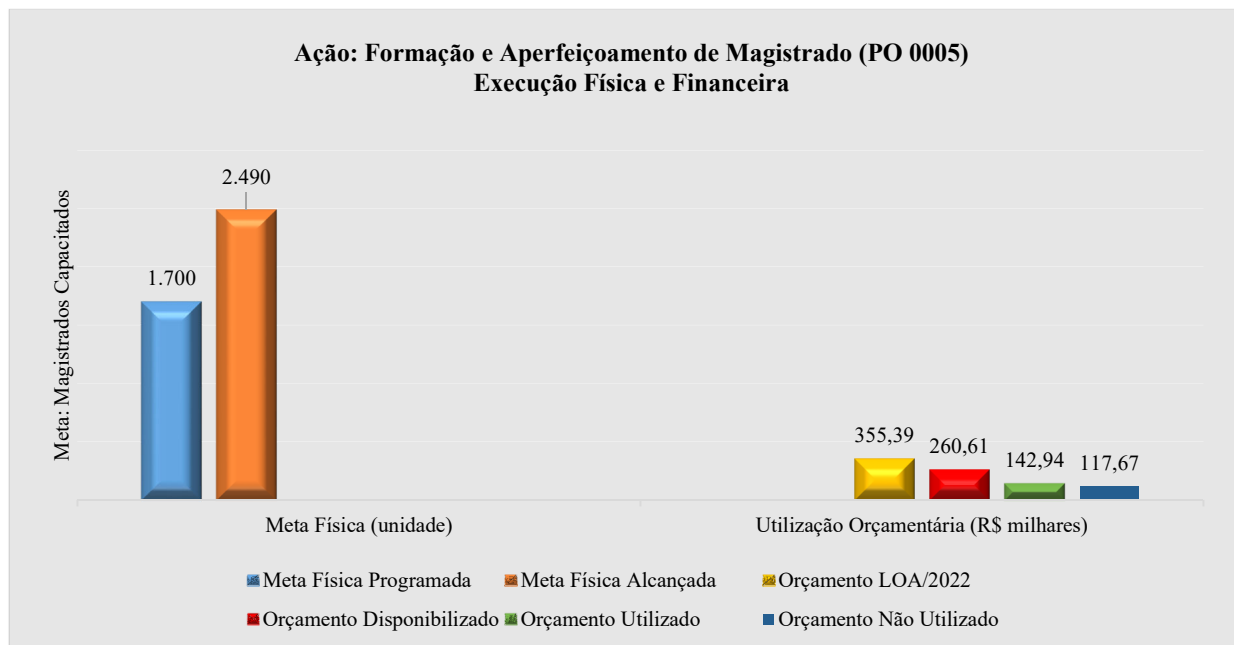 Ação: Formação e Aperfeiçoamento de Magistrado (PO 0005)
Execução Física e Financeira
Meta: Magistrados Capacitados
1.700
2.490
355,39
260,61
142,94
117,67
Meta Física (unidade)
Utilização Orçamentária (R$ milhares)
Meta Física Programada
Meta Física Alcançada
Orçamento LOA/2022
Orçamento Disponibilizado
Orçamento Utilizado
Orçamento Não Utilizado